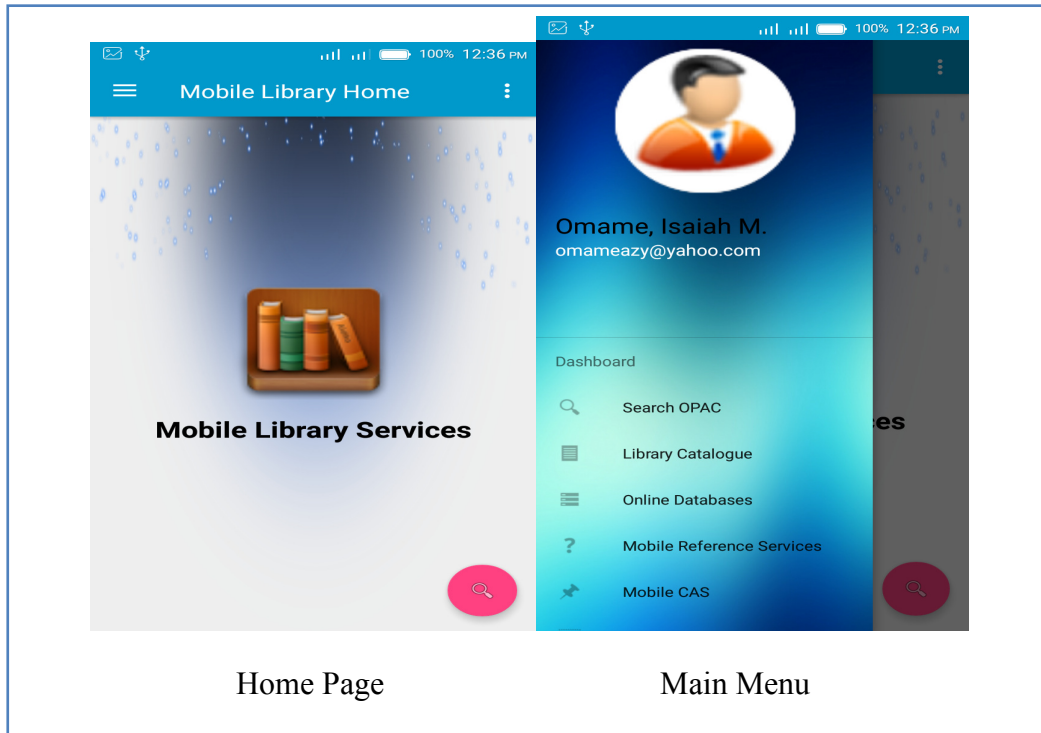 100% 12:36 PM
Mobile Library Home
Mobile Library Services
100% 12:36 PM
Omame, Isaiah M.
omameazy@yahoo.com
Dashboard
Search OPAC
Library Catalogue
Online Databases
? Mobile Reference Services
Mobile CAS
es
Home Page
Main Menu